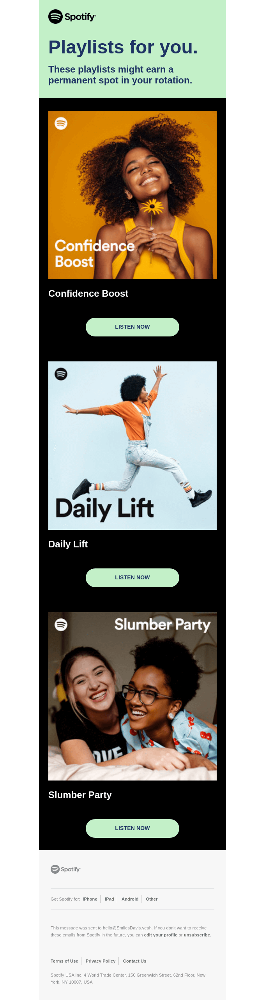 Spotify®
Playlists for you.
These playlists might earn a
permanent spot in your rotation.
Confidence
Boost
Confidence Boost
LISTEN NOW
Daily Lift
Daily Lift
LISTEN NOW
Slumber Party
OVE
Slumber Party
LISTEN NOW
Spotify
Get Spotify for: iPhone iPad Android Other
This message was sent to hello@SmilesDavis.yeah. If you don't want to receive
these emails from Spotify in the future, you can edit your profile or unsubscribe.
Terms of Use Privacy Policy Contact Us
Spotify USA Inc, 4 World Trade Center, 150 Greenwich Street, 62nd Floor, New
York, NY 10007, USA